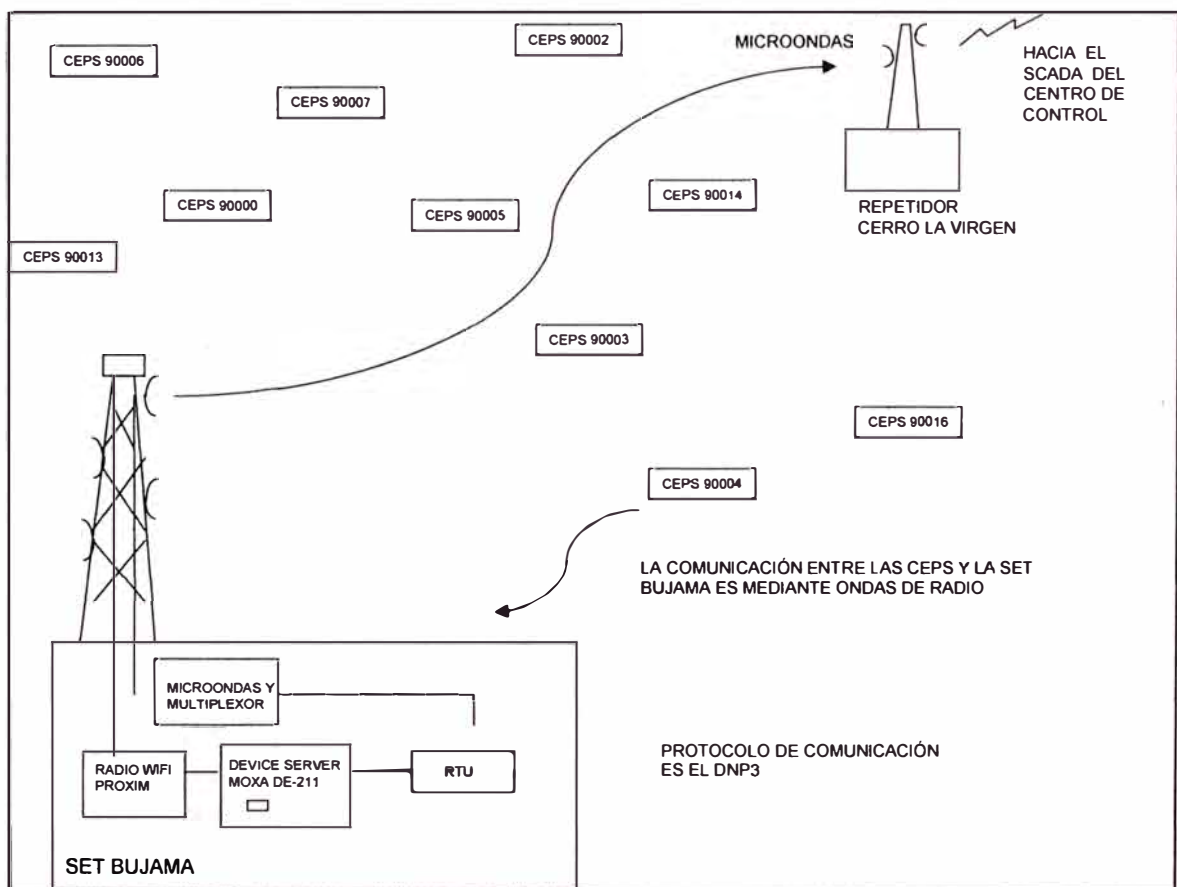 CEPS 90006
CEPS 90002
MICROONDAS
HACIA EL
SCADA DEL
CENTRO DE
CONTROL
CEPS 90007
CEPS 90000
CEPS 90005
CEPS 90014
REPETIDOR
CERRO LA VIRGEN
CEPS 90013
CEPS 90003
CEPS 90016
CEPS 90004
LA COMUNICACIÓN ENTRE LAS CEPS Y LA SET
BUJAMA ES MEDIANTE ONDAS DE RADIO
MICROONDAS Y
MULTIPLEXOR
RADIO WIFI
PROXIM
DEVICE SERVER
MOXA DE-211
RTU
PROTOCOLO DE COMUNICACIÓN
ES EL DNP3
SET BUJAMA